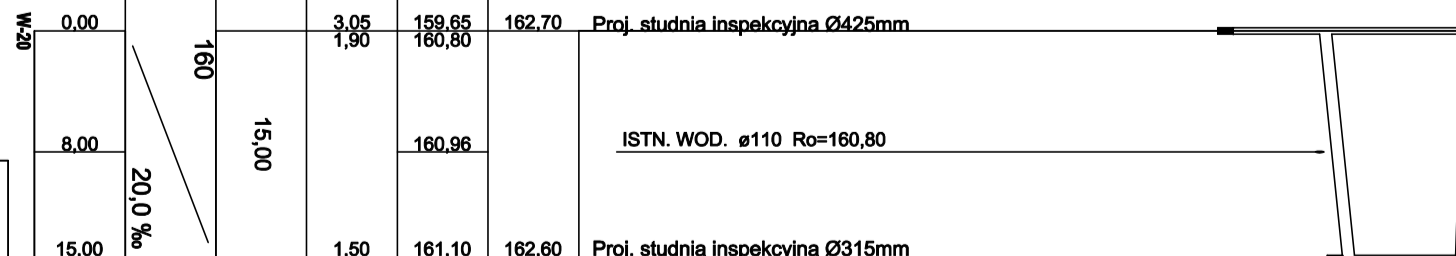 W-20 0,00 3,05 159,65 162,70 Proj. studnia inspekcyjna Ø425mm
1,90 160,80
160
15,00
8,00 160,96 ISTN. WOD. ø110 Ro=160,80
20,0 ‰
15,00 1,50 161,10 162,60 Proj. studnia inspekcyjna Ø315mm